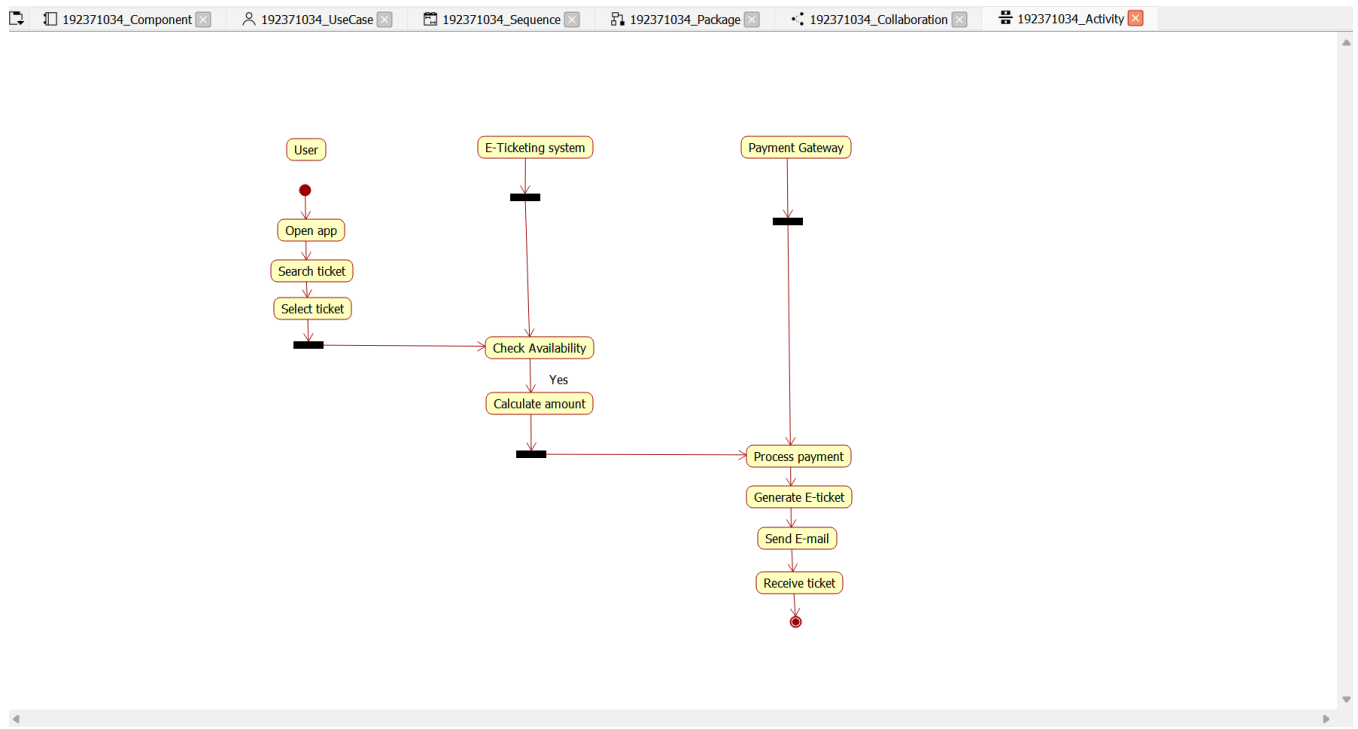 192371034_Component
192371034_UseCase
192371034_Sequence
192371034_Package
192371034_Collaboration
192371034_Activity
User
E-Ticketing system
Payment Gateway
Open app
Search ticket
Select ticket
Check Availability
Yes
Calculate amount
Process payment
Generate E-ticket
Send E-mail
Receive ticket